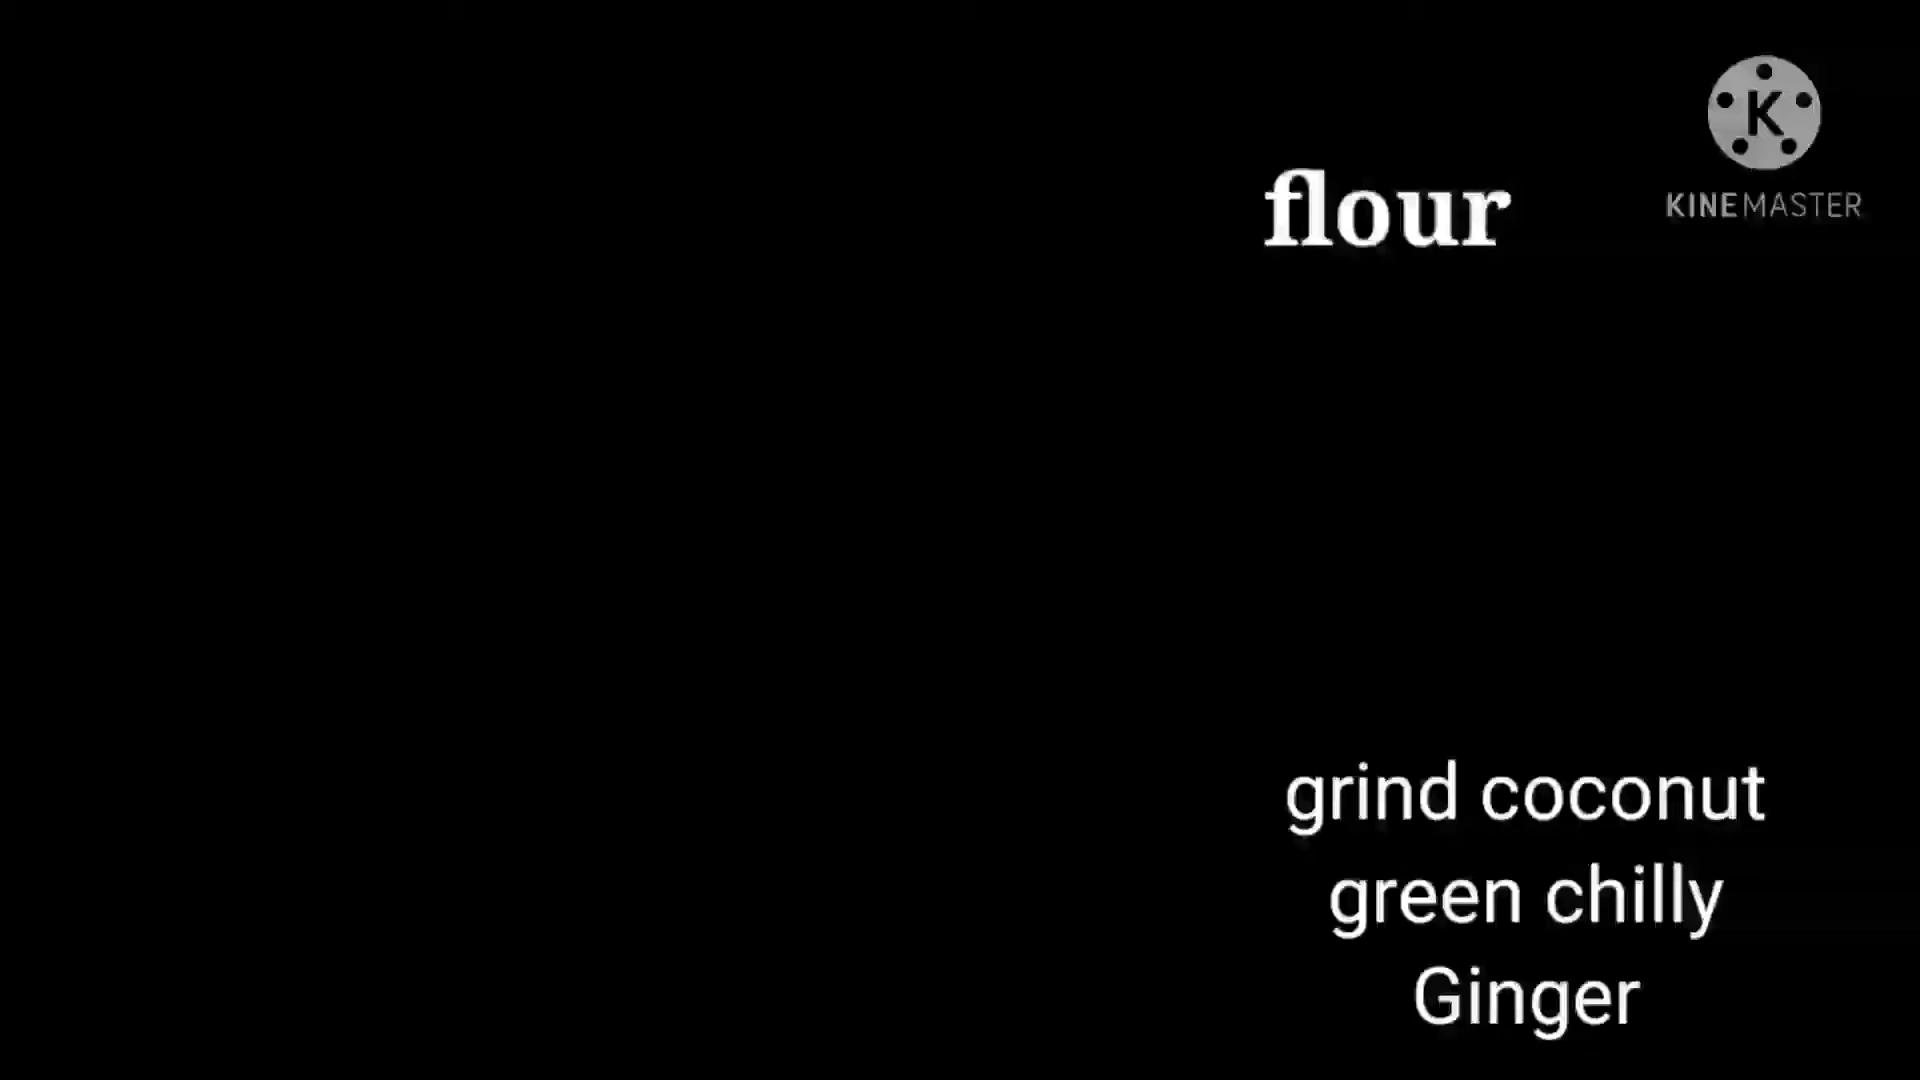 K
KINEMASTER
flour
grind coconut
green chilly
Ginger